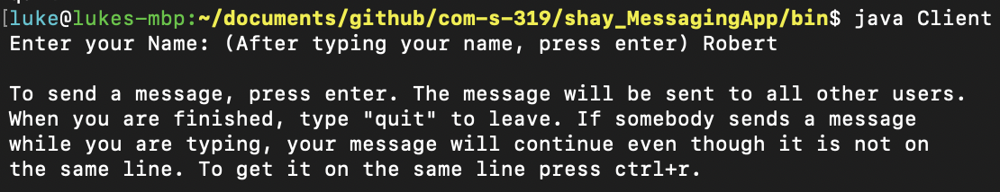 [luke@lukes-mbp:~/documents/github/com-s-319/shay_MessagingApp/bin$ java Client
Enter your Name: (After typing your name, press enter) Robert
To send a message, press enter. The message will be sent to all other users.
When you are finished, type "quit" to leave. If somebody sends a message
while you are typing, your message will continue even though it is not on
the same line. To get it on the same line press ctrl+r.